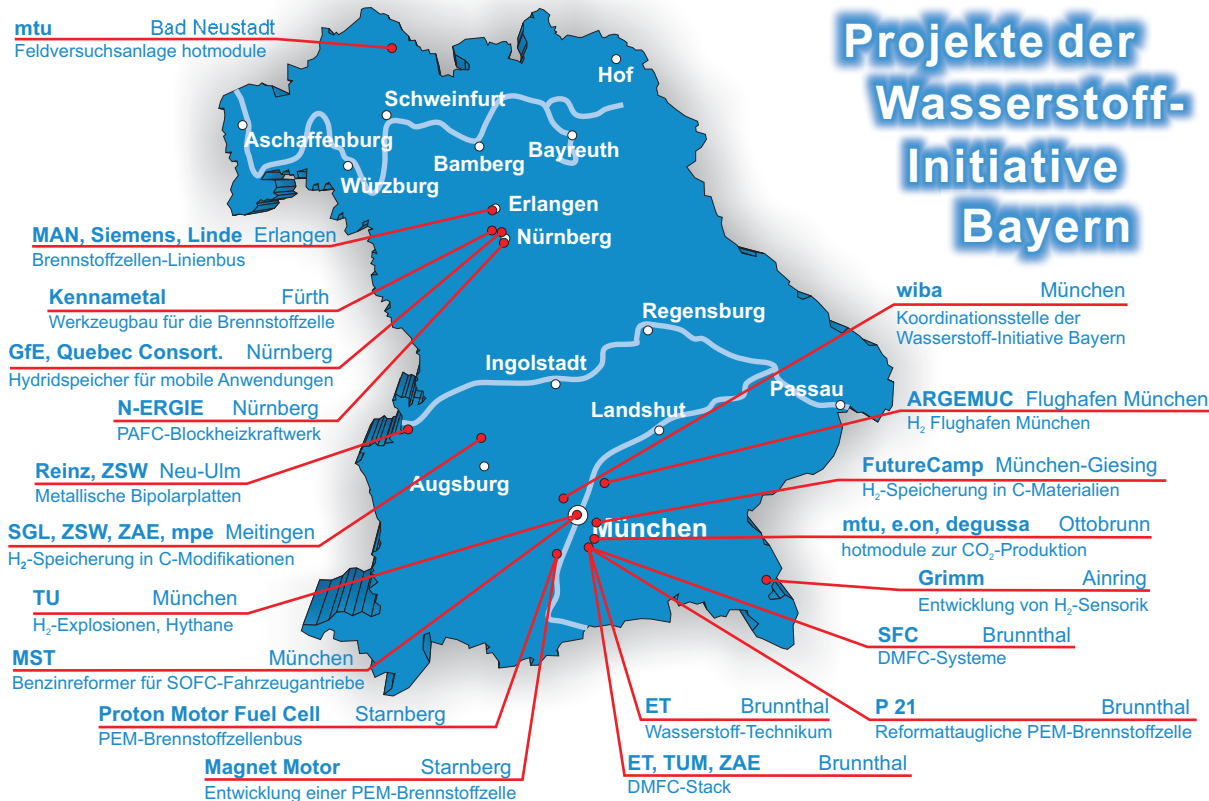 Projekte der
Wasserstoff-
Initiative
Bayern
mtu Bad Neustadt
Feldversuchsanlage hotmodule
Hof
Schweinfurt
Aschaffenburg
Bamberg
Bayreuth
Würzburg
Erlangen
Nürnberg
MAN, Siemens, Linde Erlangen
Brennstoffzellen-Linienbus
Kennametal Fürth
Werkzeugbau für die Brennstoffzelle
GfE, Quebec Consort. Nürnberg
Hydridspeicher für mobile Anwendungen
N-ERGIE Nürnberg
PAFC-Blockheizkraftwerk
Reinz, ZSW Neu-Ulm
Metallische Bipolarplatten
SGL, ZSW, ZAE, mpe Meitingen
H₂-Speicherung in C-Modifikationen
TU München
H₂-Explosionen, Hythane
MST München
Benzinreformer für SOFC-Fahrzeugantriebe
Proton Motor Fuel Cell Starnberg
PEM-Brennstoffzellenbus
Magnet Motor Starnberg
Entwicklung einer PEM-Brennstoffzelle
Regensburg
Ingolstadt
Passau
Landshut
Augsburg
München
wiba München
Koordinationsstelle der
Wasserstoff-Initiative Bayern
ARGEMUC Flughafen München
H₂ Flughafen München
FutureCamp München-Giesing
H₂-Speicherung in C-Materialien
mtu, e.on, degussa Ottobrunn
hotmodule zur CO₂-Produktion
Grimm Ainring
Entwicklung von H₂-Sensorik
SFC Brunnthal
DMFC-Systeme
ET Brunnthal
Wasserstoff-Technikum
P 21 Brunnthal
Reformattaugliche PEM-Brennstoffzelle
ET, TUM, ZAE Brunnthal
DMFC-Stack